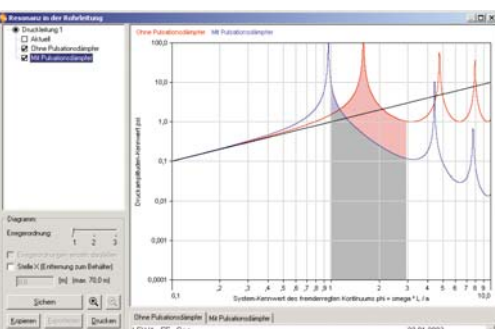 Resonanz in der Rohrleitung
Druckleitung 1
Aktuell
Ohne Pulsationsdämpfer
Mit Pulsationsdämpfer
Diagramm:
Erregerordnung:
1 2 3
Stelle X (Entfernung zum Behälter)
[m] (max. 70,0 m)
Sichern
Kopieren
Drucken
Ohne Pulsationsdämpfer Mit Pulsationsdämpfer
Druckamplituden-Kennwert psi
100,0
10,0
1,0
0,1
0,01
0,001
0,0001
0,1 ,2 ,3 ,4 ,5 ,6 ,7 ,8 ,9 1 2 3 4 5 6 7 8 9 10,0
System-Kennwert des fremderregten Kontinuums phi = omega * L / a
Ohne Pulsationsdämpfer Mit Pulsationsdämpfer